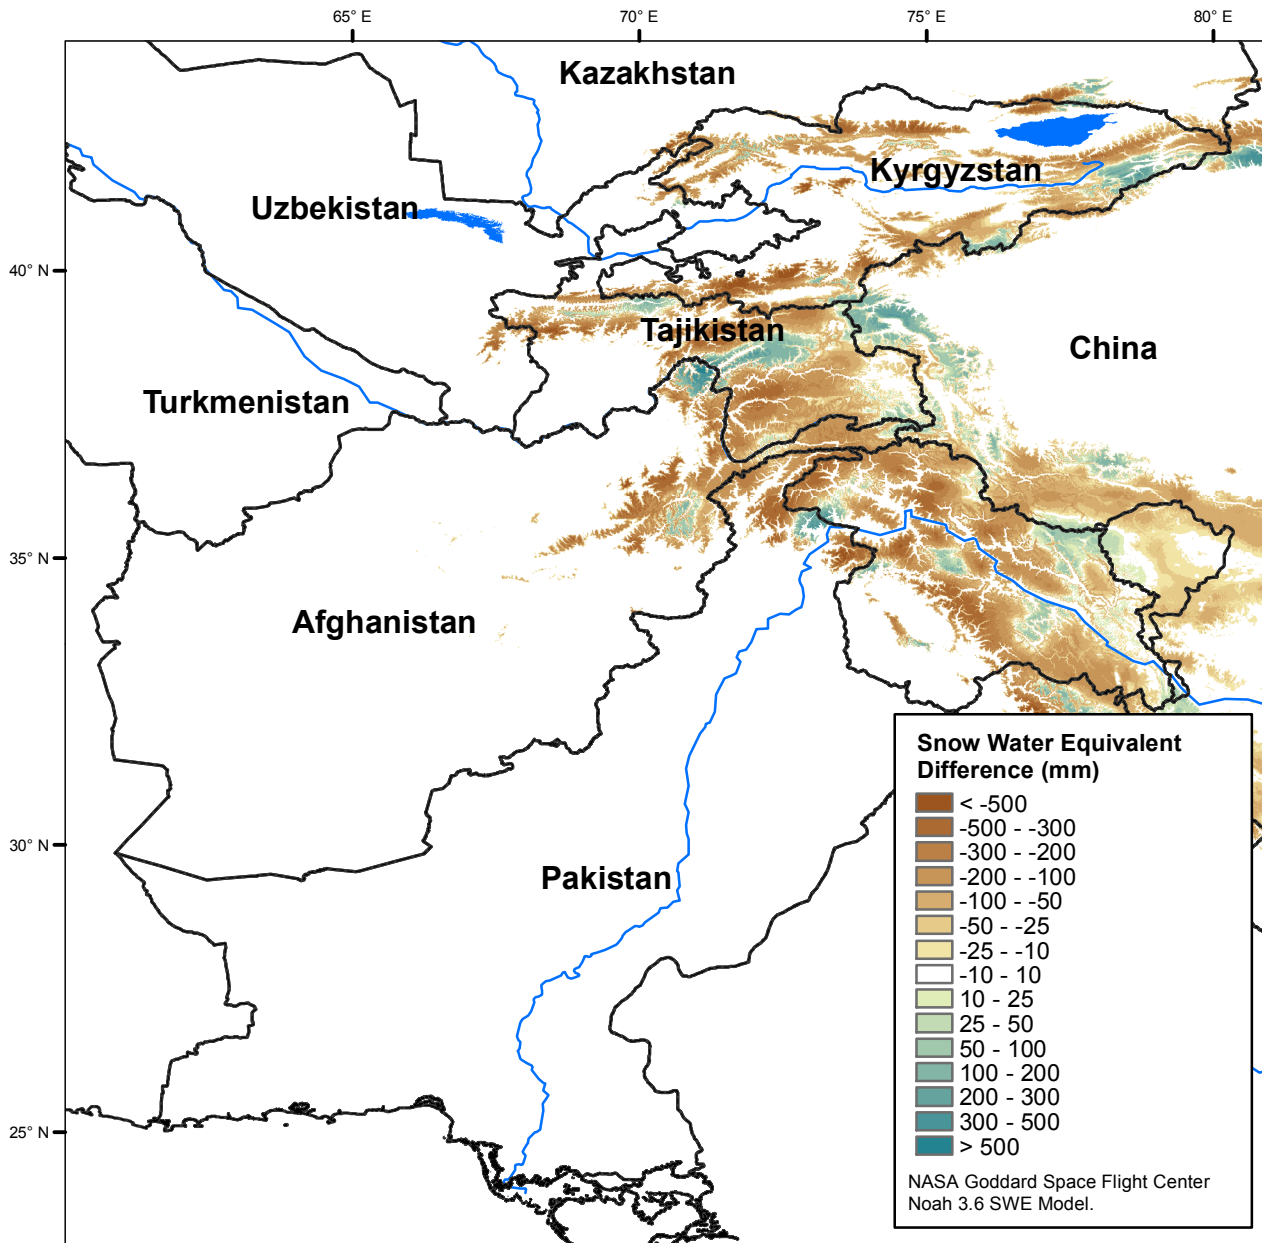 65° E
70° E
75° E
80° E
Kazakhstan
Kyrgyzstan
Uzbekistan
40° N
Tajikistan
China
Turkmenistan
35° N
Afghanistan
Snow Water Equivalent
Difference (mm)
< -500
-500 - -300
-300 - -200
-200 - -100
-100 - -50
-50 - -25
-25 - -10
-10 - 10
10 - 25
25 - 50
50 - 100
100 - 200
200 - 300
300 - 500
> 500
30° N
Pakistan
25° N
NASA Goddard Space Flight Center
Noah 3.6 SWE Model.